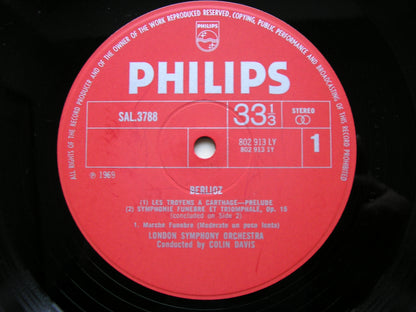 ALL RIGHTS OF THE RECORD PRODUCER AND OF THE OWNER OF THE WORK REPRODUCED RESERVED, COPYING, PUBLIC PERFORMANCE AND BROADCASTING OF THIS RECORD PROHIBITED
PHILIPS
PHILIPS
SAL.3788
33 1/3
STEREO
802 913 LY
802 913 SY
1
℗ 1969
BERLIOZ
(1) LES TROYENS A CARTHAGE—PRELUDE
(2) SYMPHONIE FUNEBRE ET TRIOMPHALE, Op. 15
(concluded on Side 2)
1. Marche Funebre (Moderato un poco lento)
LONDON SYMPHONY ORCHESTRA
Conducted by COLIN DAVIS